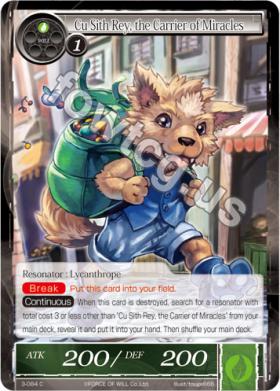 Cu Sith Rey, the Carrier of Miracles
WILL
1
towtcg.us
Resonator : Lycanthrope
Break Put this card into your field.
Continuous When this card is destroyed, search for a resonator with
total cost 3 or less other than "Cu Sith Rey, the Carrier of Miracles" from your
main deck, reveal it and put it into your hand. Then shuffle your main deck.
ATK 200/ DEF 200
3-084 C ©FORCE OF WILL Co.,Ltd.